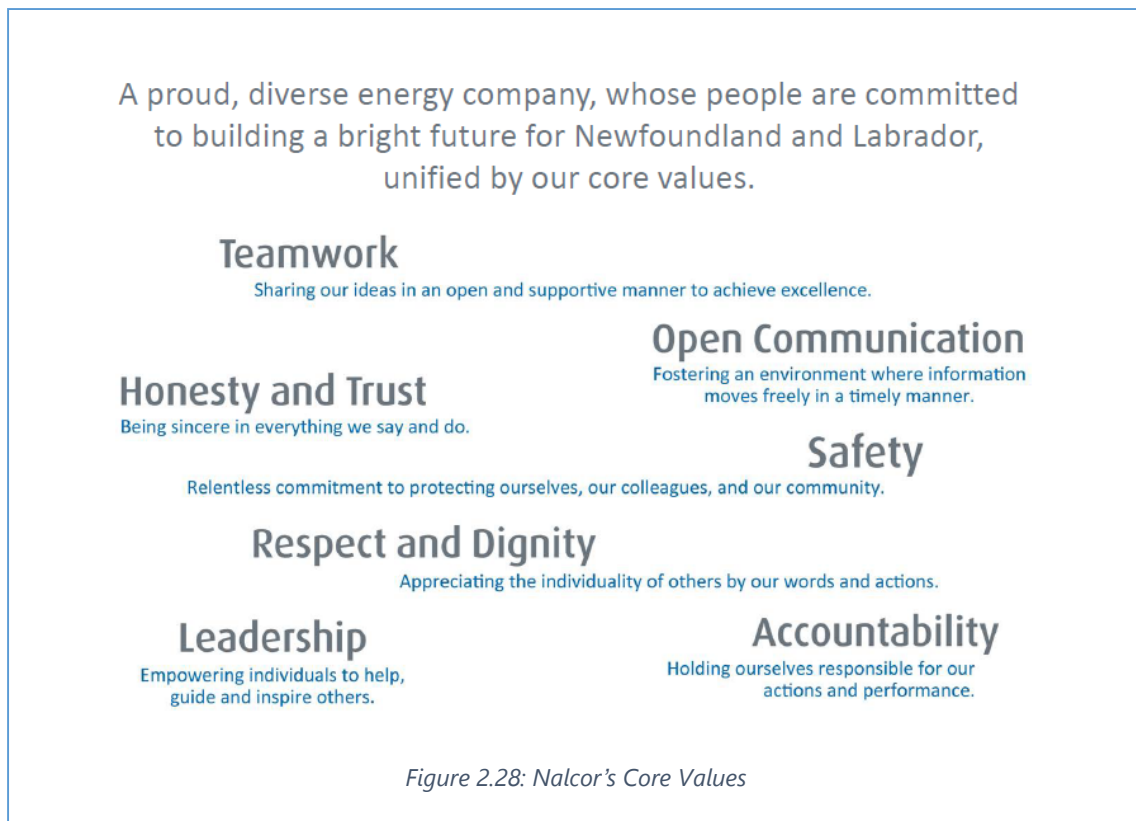 A proud, diverse energy company, whose people are committed
to building a bright future for Newfoundland and Labrador,
unified by our core values.
Teamwork
Sharing our ideas in an open and supportive manner to achieve excellence.
Open Communication
Fostering an environment where information
moves freely in a timely manner.
Honesty and Trust
Being sincere in everything we say and do.
Safety
Relentless commitment to protecting ourselves, our colleagues, and our community.
Respect and Dignity
Appreciating the individuality of others by our words and actions.
Leadership
Empowering individuals to help,
guide and inspire others.
Accountability
Holding ourselves responsible for our
actions and performance.
Figure 2.28: Nalcor’s Core Values